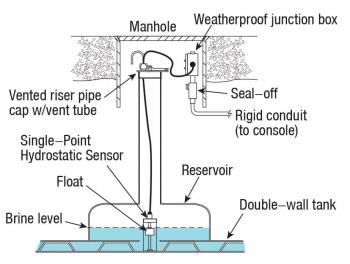 Manhole
Weatherproof junction box
Vented riser pipe
cap w/vent tube
Seal–off
Rigid conduit
(to console)
Single–Point
Hydrostatic Sensor
Reservoir
Float
Double–wall tank
Brine level